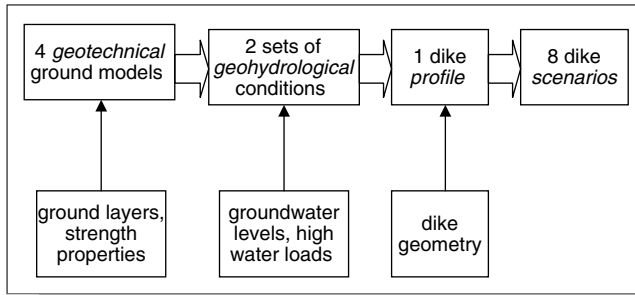 4 geotechnical
ground models
2 sets of
geohydrological
conditions
1 dike
profile
8 dike
scenarios
ground layers,
strength
properties
groundwater
levels, high
water loads
dike
geometry